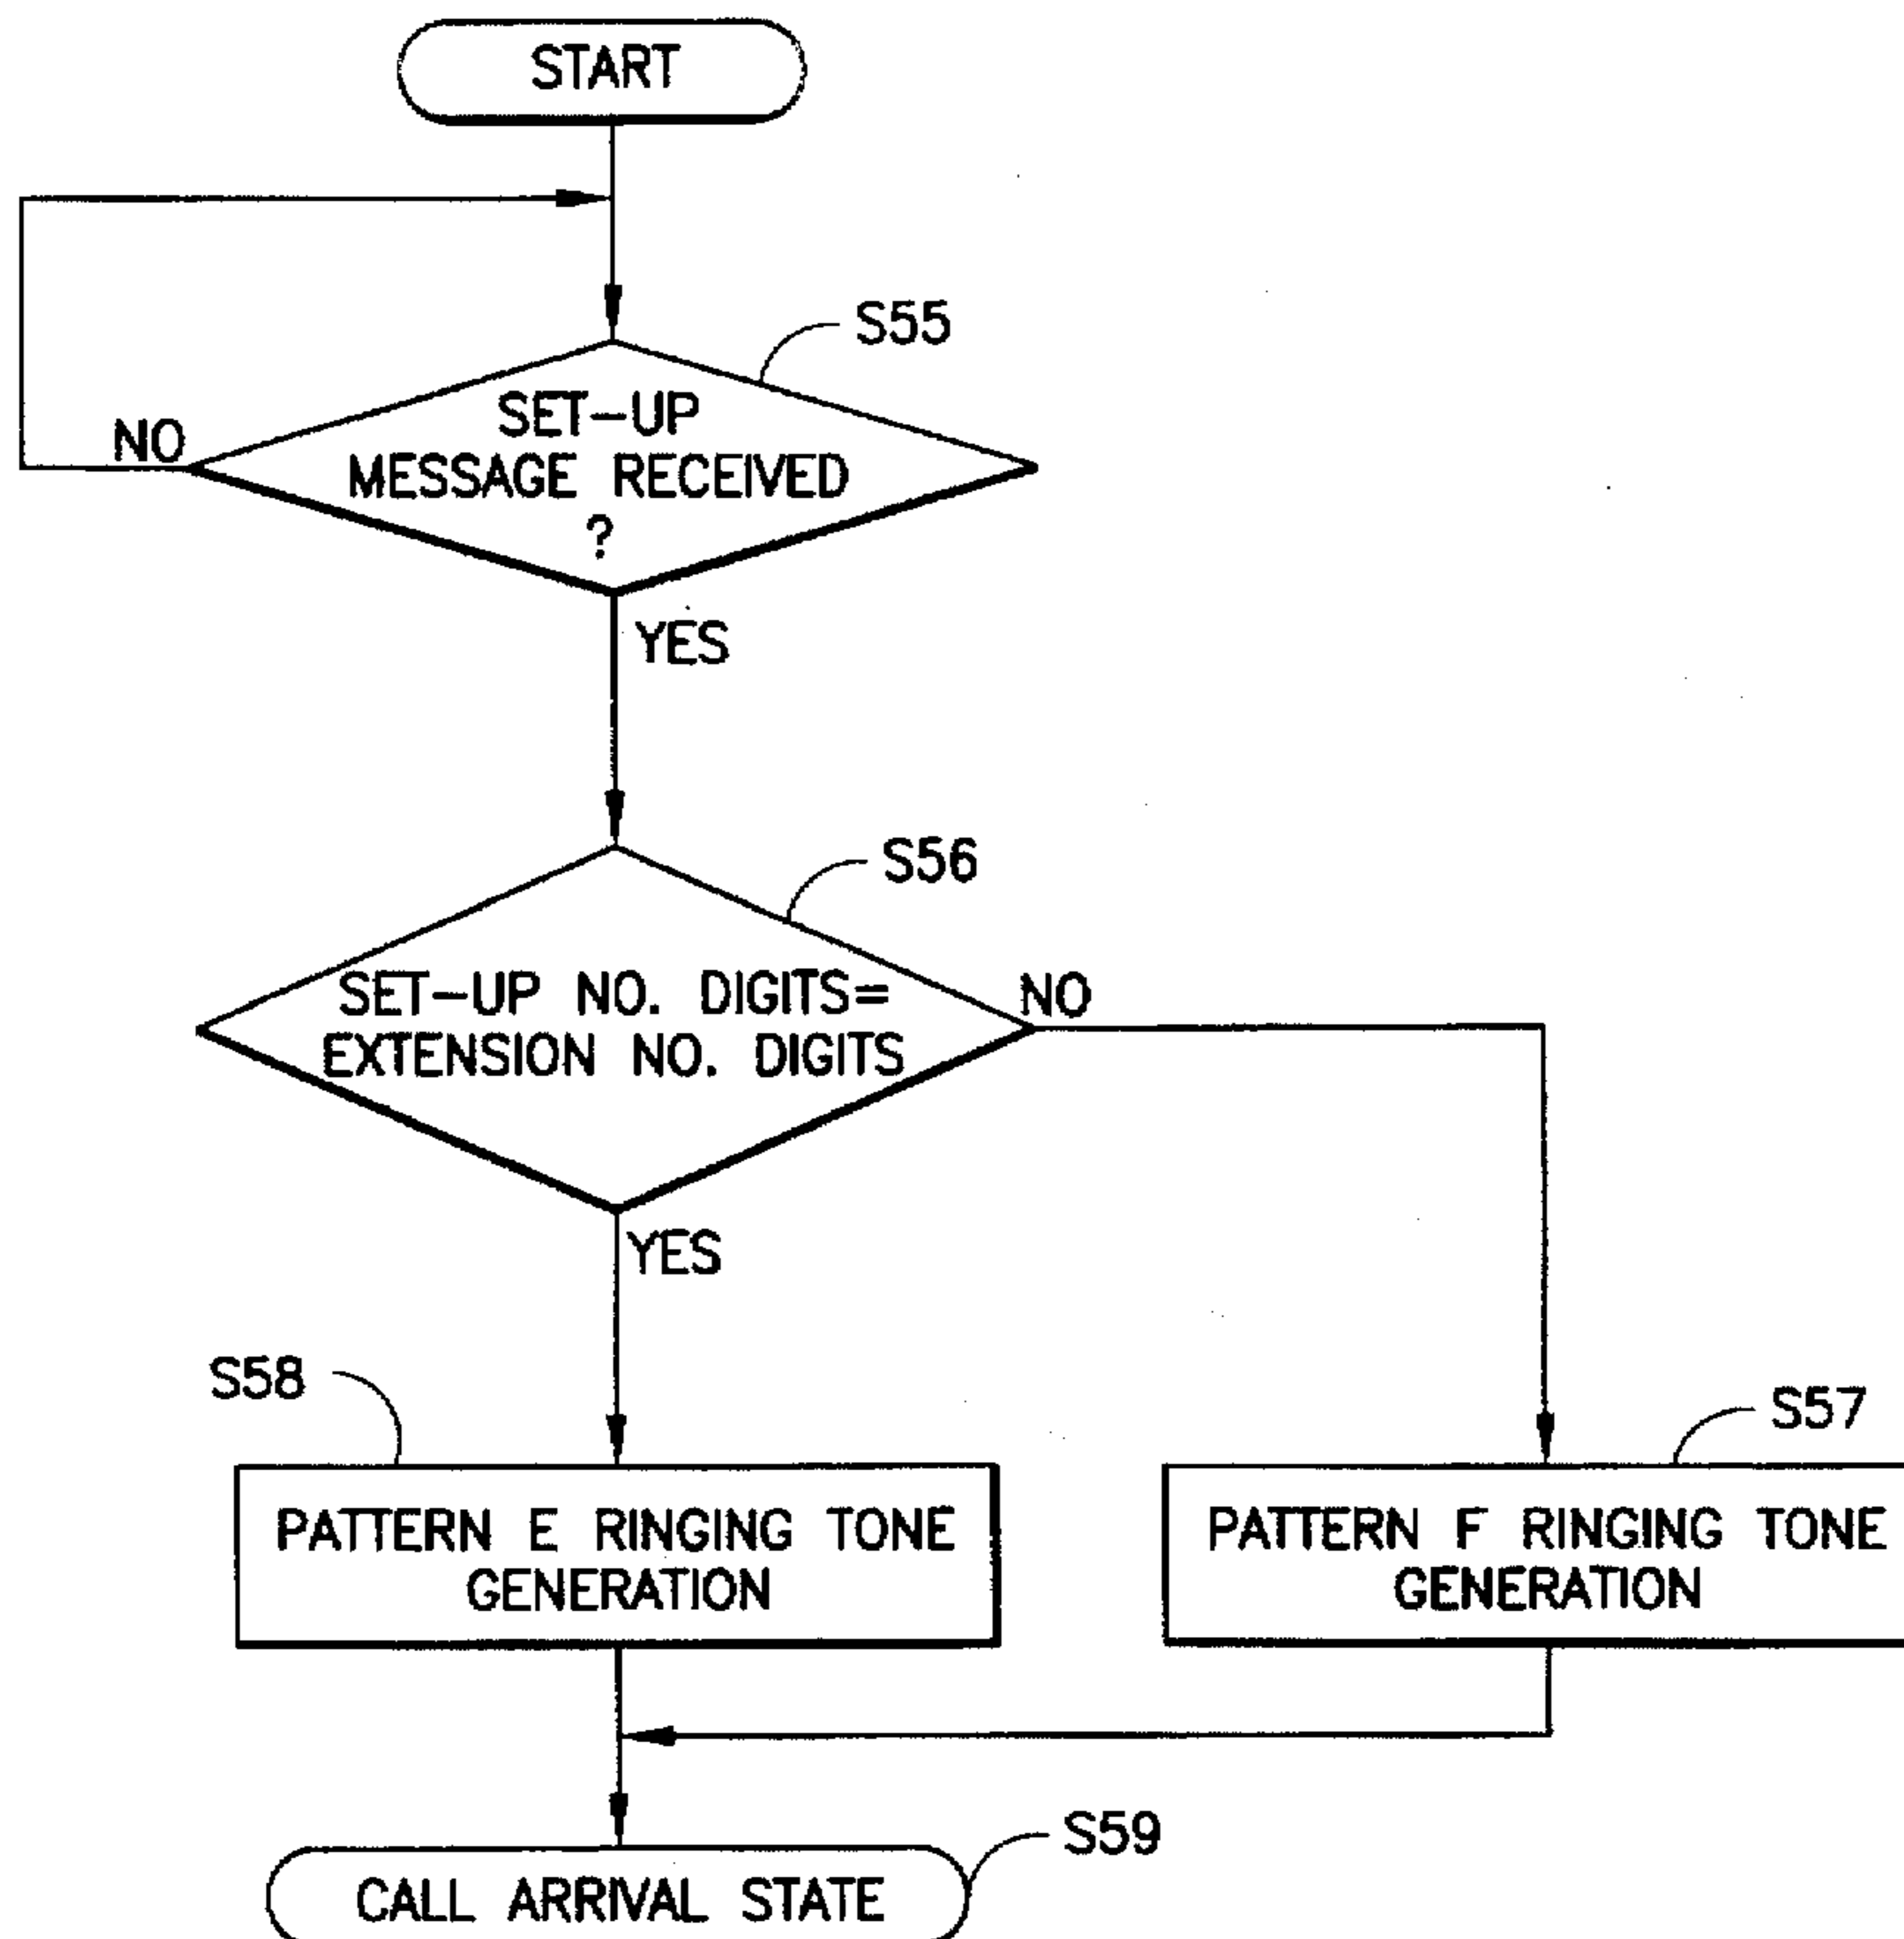 START
S55
SET-UP
MESSAGE RECEIVED
?
NO
YES
S56
SET-UP NO. DIGITS=
EXTENSION NO. DIGITS
NO
YES
S58
S57
PATTERN E RINGING TONE
GENERATION
PATTERN F RINGING TONE
GENERATION
S59
CALL ARRIVAL STATE